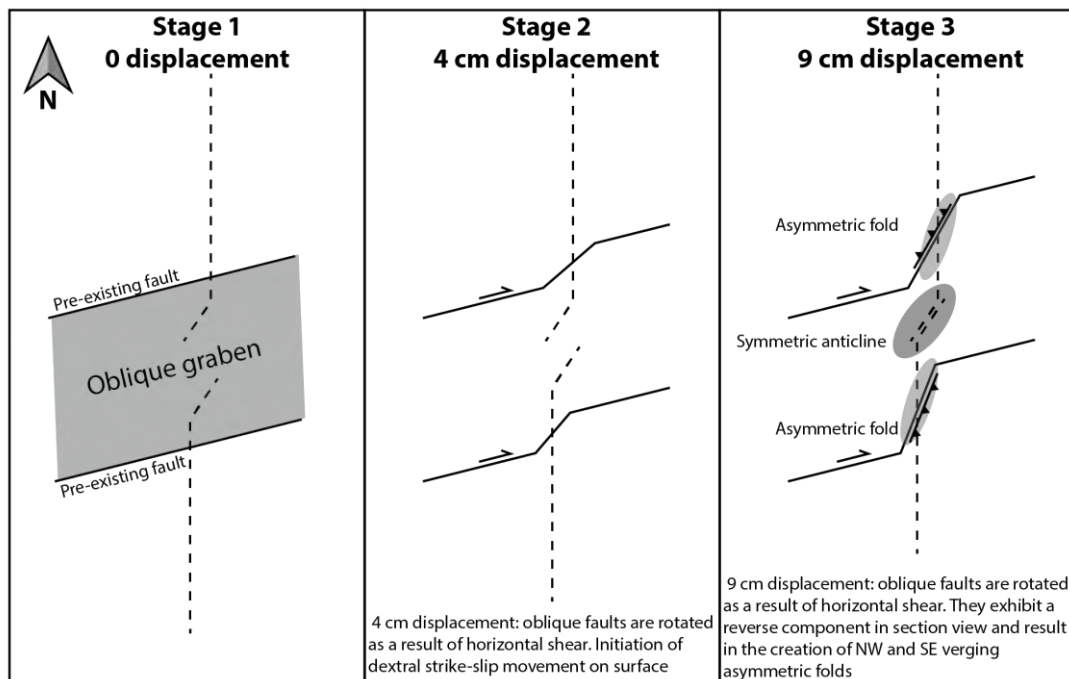 Stage 1
0 displacement
N
Pre-existing fault
Oblique graben
Pre-existing fault
Stage 2
4 cm displacement
4 cm displacement: oblique faults are rotated
as a result of horizontal shear. Initiation of
dextral strike-slip movement on surface
Stage 3
9 cm displacement
Asymmetric fold
Symmetric anticline
Asymmetric fold
9 cm displacement: oblique faults are rotated
as a result of horizontal shear. They exhibit a
reverse component in section view and result
in the creation of NW and SE verging
asymmetric folds